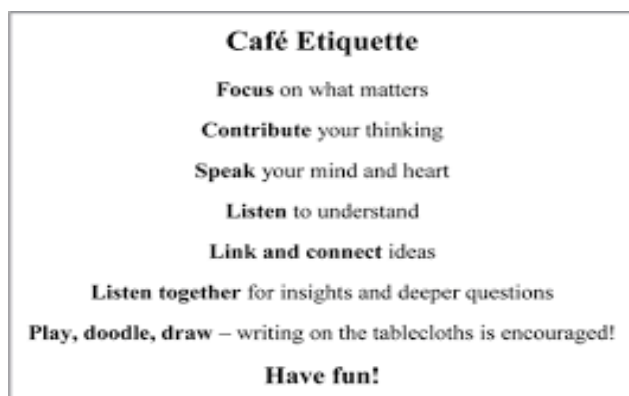 Café Etiquette
Focus on what matters
Contribute your thinking
Speak your mind and heart
Listen to understand
Link and connect ideas
Listen together for insights and deeper questions
Play, doodle, draw – writing on the tablecloths is encouraged!
Have fun!